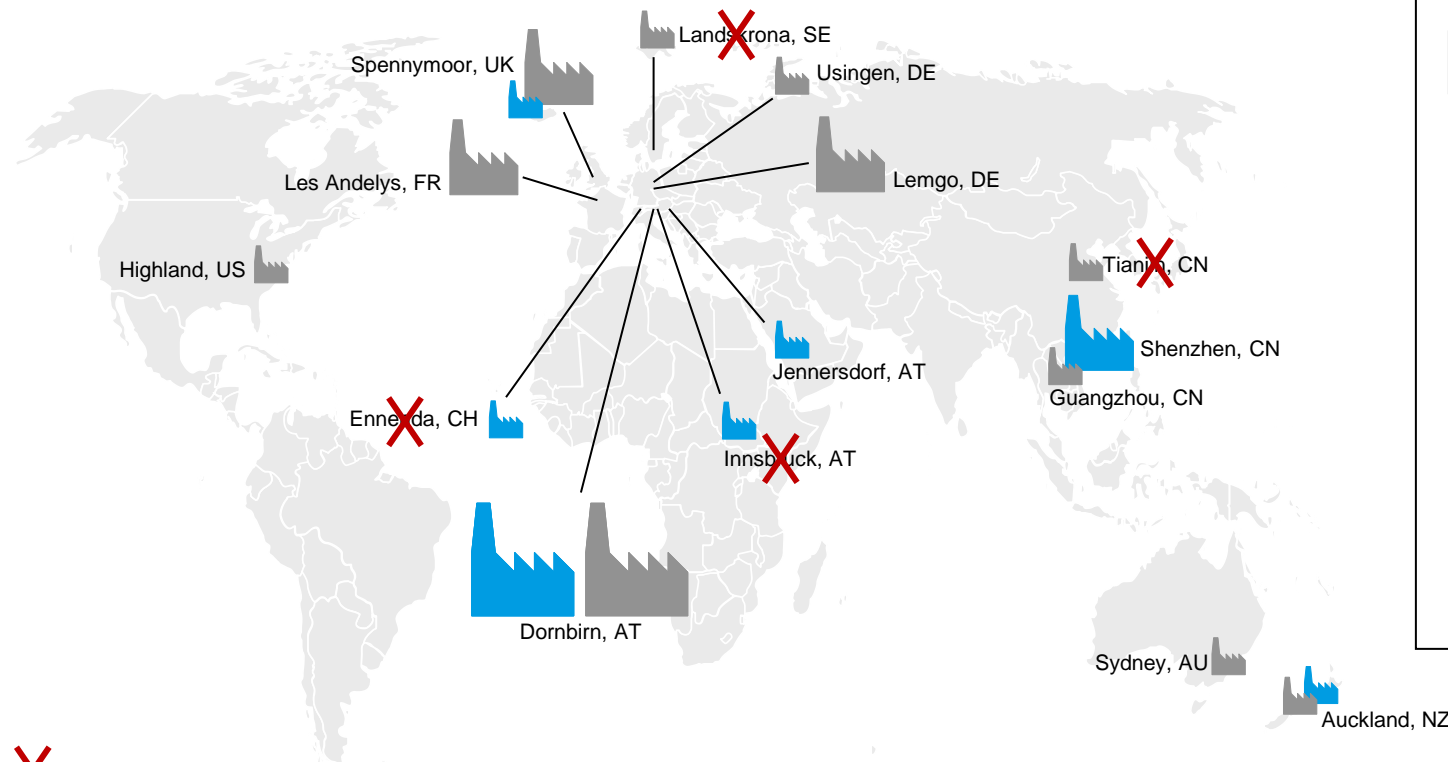 Landskrona, SE
Spennymoor, UK
Usingen, DE
Les Andelys, FR
Lemgo, DE
Highland, US
Tianjin, CN
Shenzhen, CN
Jennersdorf, AT
Guangzhou, CN
Ennenda, CH
Innsbruck, AT
Dornbirn, AT
Sydney, AU
Auckland, NZ